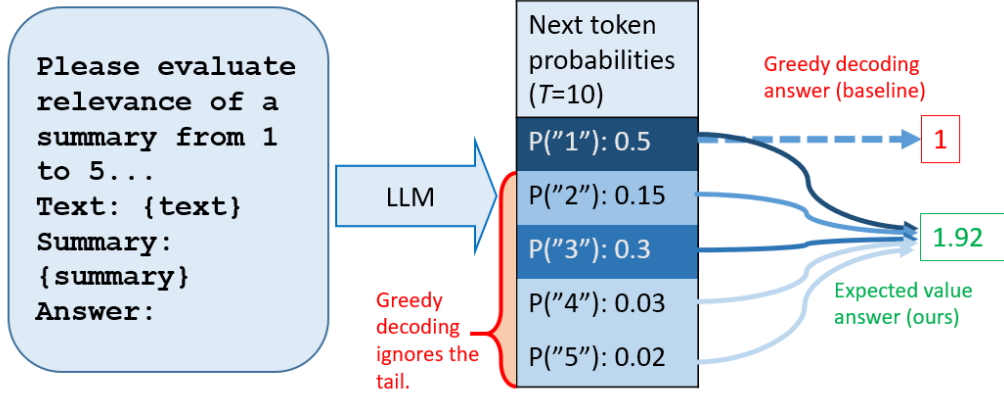 Please evaluate
relevance of a
summary from 1
to 5...
Text: {text}
Summary:
{summary}
Answer:
LLM
Next token
probabilities
(T=10)
P("1"): 0.5
P("2"): 0.15
P("3"): 0.3
P("4"): 0.03
P("5"): 0.02
Greedy
decoding
ignores the
tail.
Greedy decoding
answer (baseline)
1
1.92
Expected value
answer (ours)